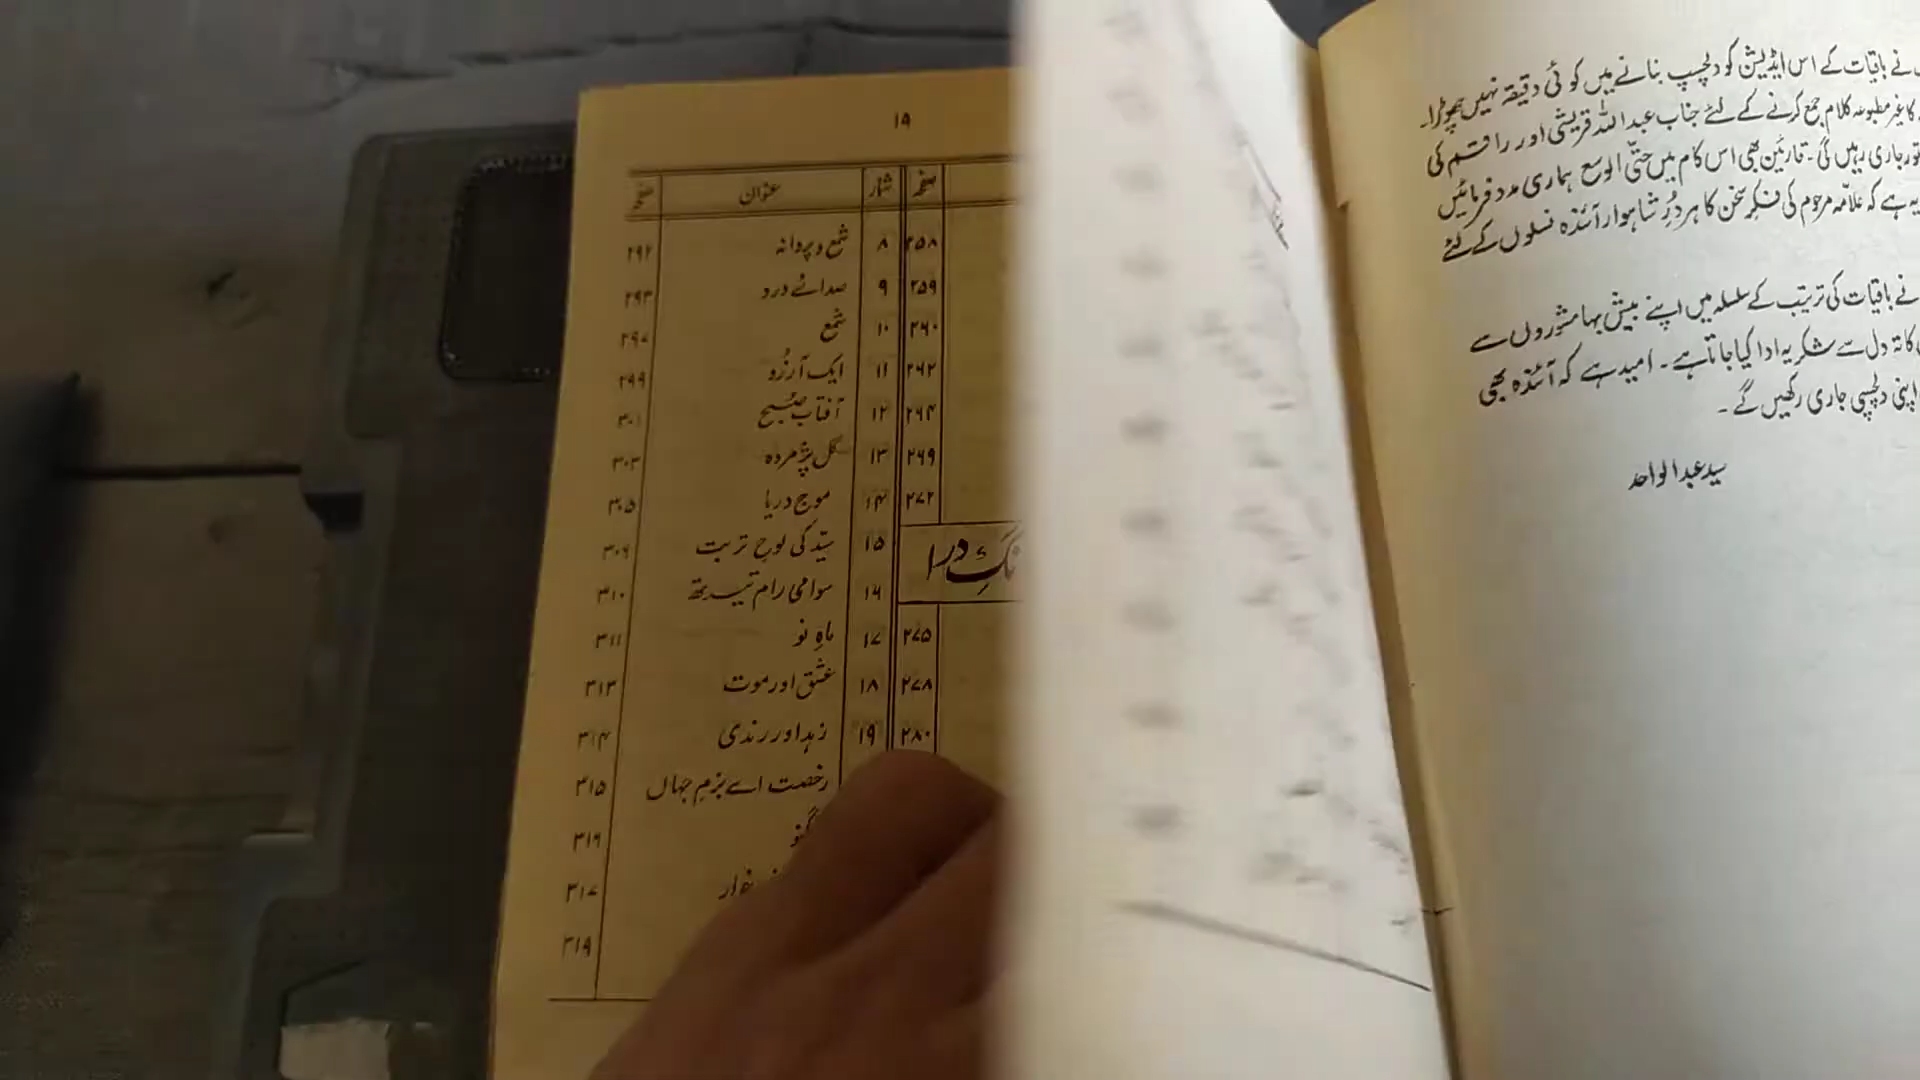 نے باقیات کے اس ایڈیشن کو دلچسپ بنانے میں کوئی دقیقہ نہیں چھوڑا۔
کا غیر مطبوعہ کلام جمع کرنے کے لئے جناب عبداللہ قریشی اور راقم کی
جاری رہیں گی۔ قارئین بھی اس کام میں حتّی الوسع ہماری مدد فرمائیں
یہ ہے کہ علامہ مرحوم کی فکرِ سخن کا ہر دُرِ شاہوار آئندہ نسلوں کے لئے
نے باقیات کی ترتیب کے سلسلہ میں اپنے بیش بہا مشوروں سے
کا تہ دل سے شکریہ ادا کیا جاتا ہے۔ امید ہے کہ آئندہ بھی
اپنی دلچسپی جاری رکھیں گے۔
سید عبدالواحد
۱۹
صفحہ
۲۵۸
۲۵۹
۲۶۰
۲۶۲
۲۶۴
۲۶۹
۲۷۲
درا
۲۷۵
۲۷۸
۲۸۰
شمار عنوان صفحہ
۸ شمع و پروانہ ۲۹۲
۹ صدائے درد ۲۹۳
۱۰ شمع ۲۹۷
۱۱ ایک آرزُو ۲۹۹
۱۲ آفتابِ صُبح ۳۰۱
۱۳ گل پژمردہ ۳۰۳
۱۴ موجِ دریا ۳۰۵
۱۵ سیّد کی لوحِ تربت ۳۰۶
۱۶ سوامی رام تیرتھ ۳۱۰
۱۷ ماہِ نو ۳۱۱
۱۸ عشق اور موت ۳۱۳
۱۹ زہد اور رندی ۳۱۴
رخصت اے بزمِ جہاں ۳۱۵
۳۱۶
۳۱۷
۳۱۹